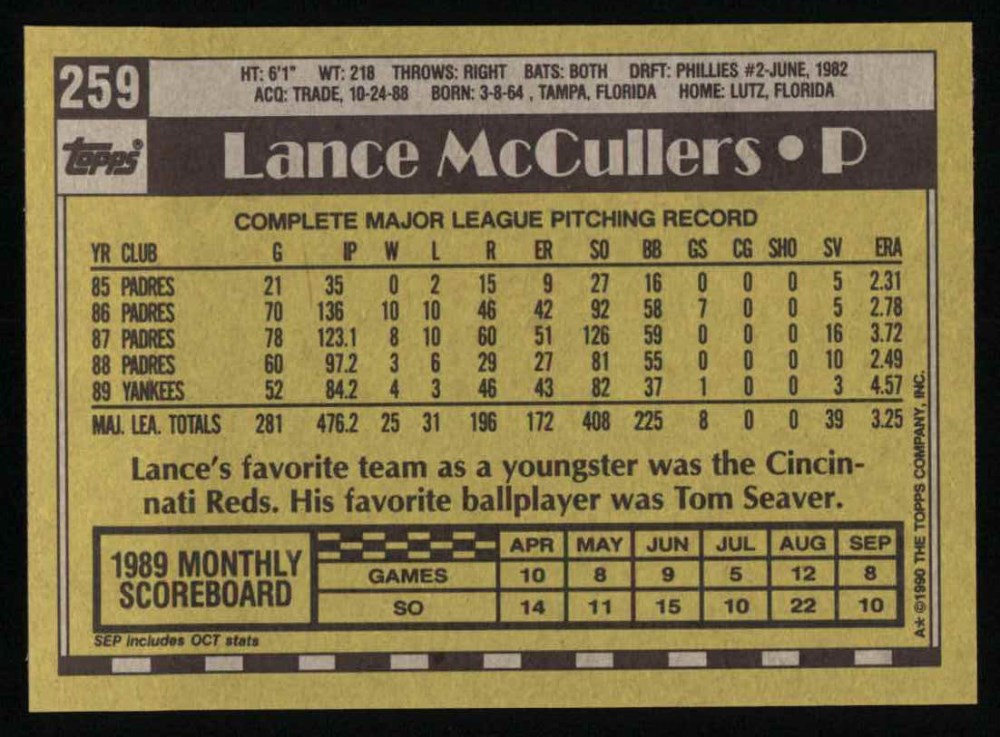 259
HT: 6'1" WT: 218 THROWS: RIGHT BATS: BOTH DRFT: PHILLIES #2-JUNE, 1982
ACQ: TRADE, 10-24-88 BORN: 3-8-64 , TAMPA, FLORIDA HOME: LUTZ, FLORIDA
topps®
Lance McCullers • P
COMPLETE MAJOR LEAGUE PITCHING RECORD
YR CLUB G IP W L R ER SO BB GS CG SHO SV ERA
85 PADRES 21 35 0 2 15 9 27 16 0 0 0 5 2.31
86 PADRES 70 136 10 10 46 42 92 58 7 0 0 5 2.78
87 PADRES 78 123.1 8 10 60 51 126 59 0 0 0 16 3.72
88 PADRES 60 97.2 3 6 29 27 81 55 0 0 0 10 2.49
89 YANKEES 52 84.2 4 3 46 43 82 37 1 0 0 3 4.57
MAJ. LEA. TOTALS 281 476.2 25 31 196 172 408 225 8 0 0 39 3.25
Lance's favorite team as a youngster was the Cincin-
nati Reds. His favorite ballplayer was Tom Seaver.
1989 MONTHLY
SCOREBOARD
APR MAY JUN JUL AUG SEP
GAMES 10 8 9 5 12 8
SO 14 11 15 10 22 10
SEP includes OCT stats
A* ©1990 THE TOPPS COMPANY, INC.